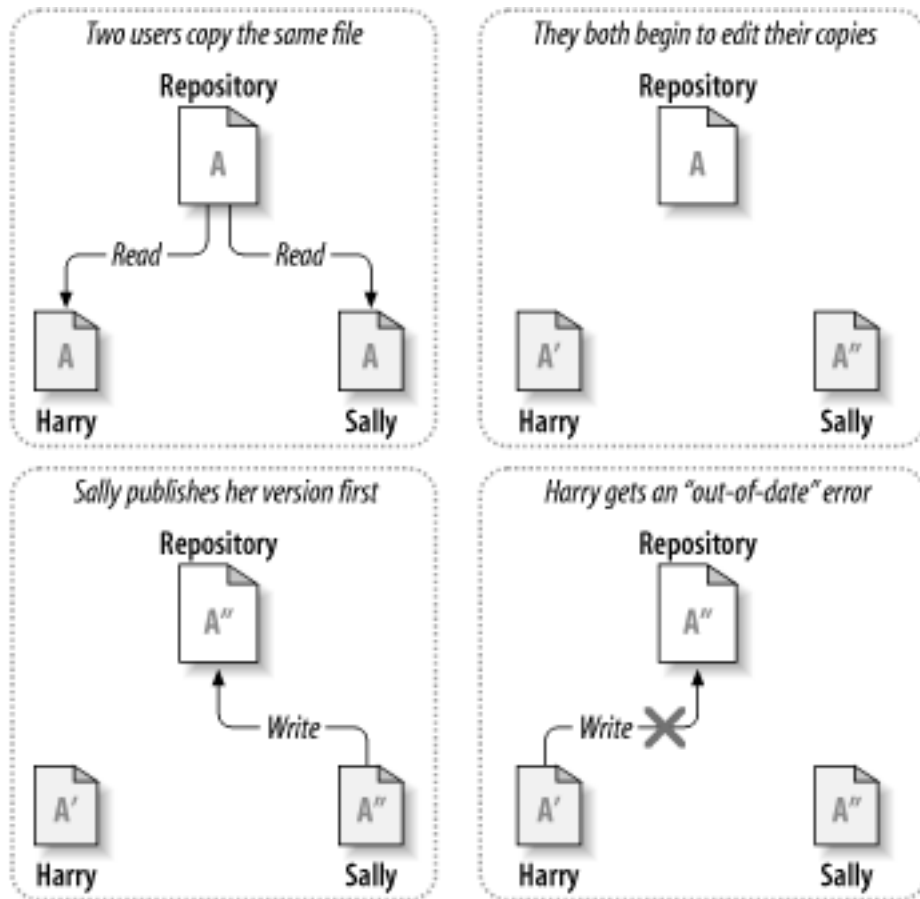 Two users copy the same file
Repository
A
Read
Read
A
A
Harry
Sally
They both begin to edit their copies
Repository
A
A′
A″
Harry
Sally
Sally publishes her version first
Repository
A″
Write
A′
A″
Harry
Sally
Harry gets an “out-of-date” error
Repository
A″
Write
A′
A″
Harry
Sally